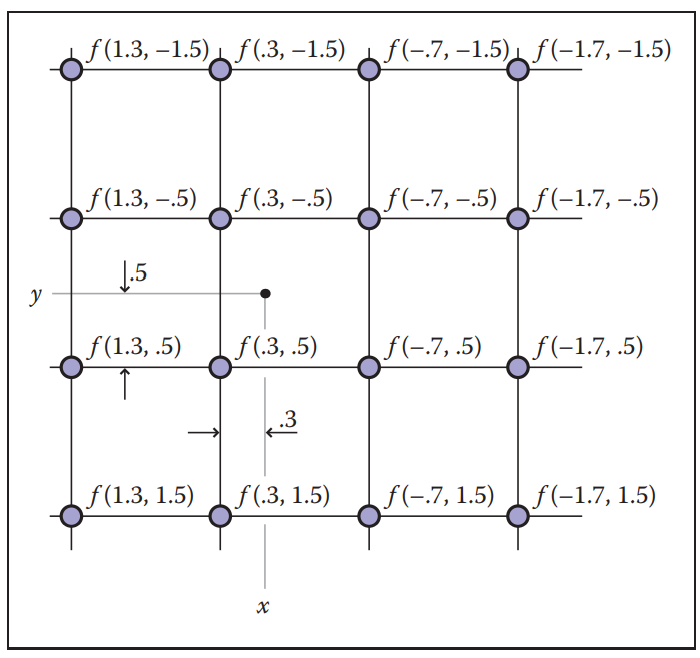 f (1.3, –1.5) f (.3, –1.5) f (–.7, –1.5) f (–1.7, –1.5)
f (1.3, –.5) f (.3, –.5) f (–.7, –.5) f (–1.7, –.5)
.5
y
f (1.3, .5) f (.3, .5) f (–.7, .5) f (–1.7, .5)
.3
f (1.3, 1.5) f (.3, 1.5) f (–.7, 1.5) f (–1.7, 1.5)
x